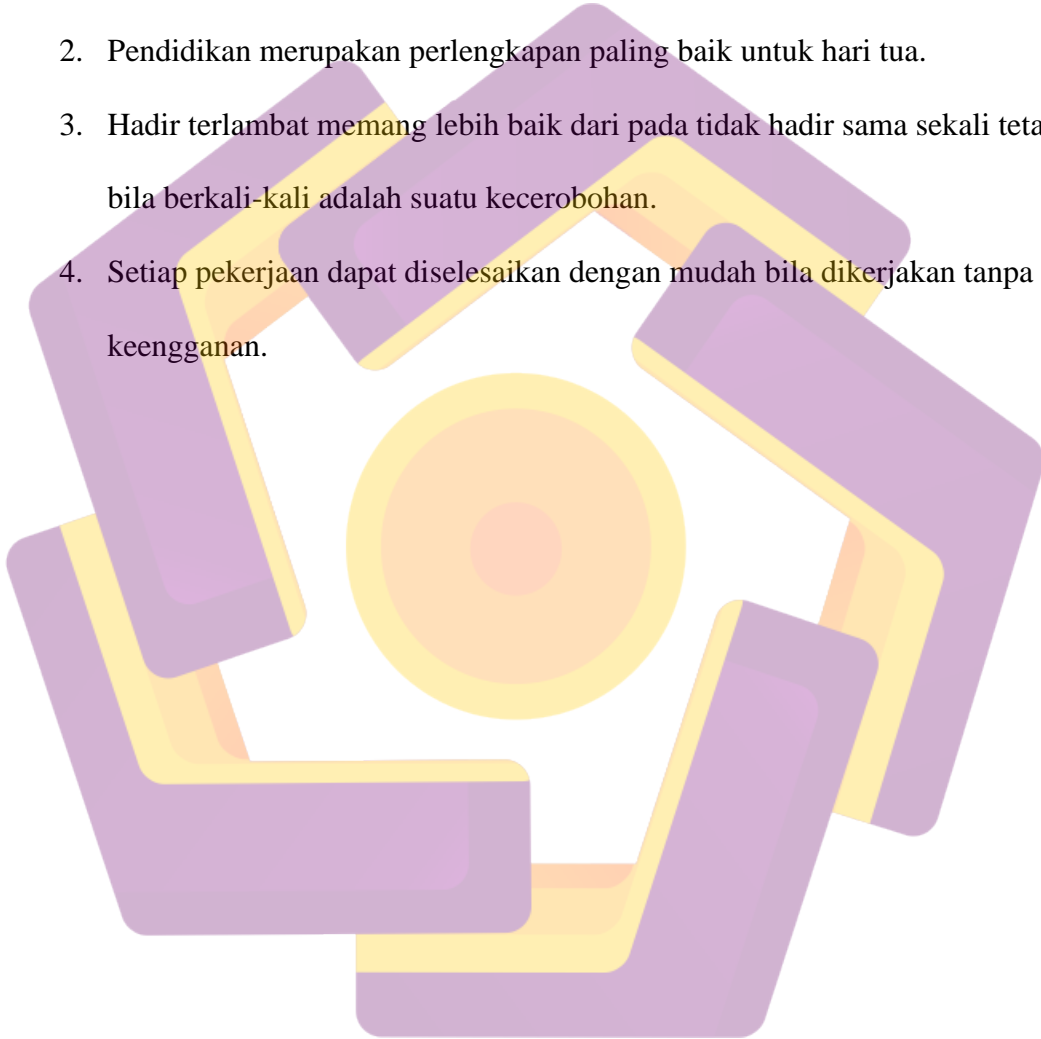 2. Pendidikan merupakan perlengkapan paling baik untuk hari tua.
3. Hadir terlambat memang lebih baik dari pada tidak hadir sama sekali teta
bila berkali-kali adalah suatu kecerobohan.
4. Setiap pekerjaan dapat diselesaikan dengan mudah bila dikerjakan tanpa
keengganan.